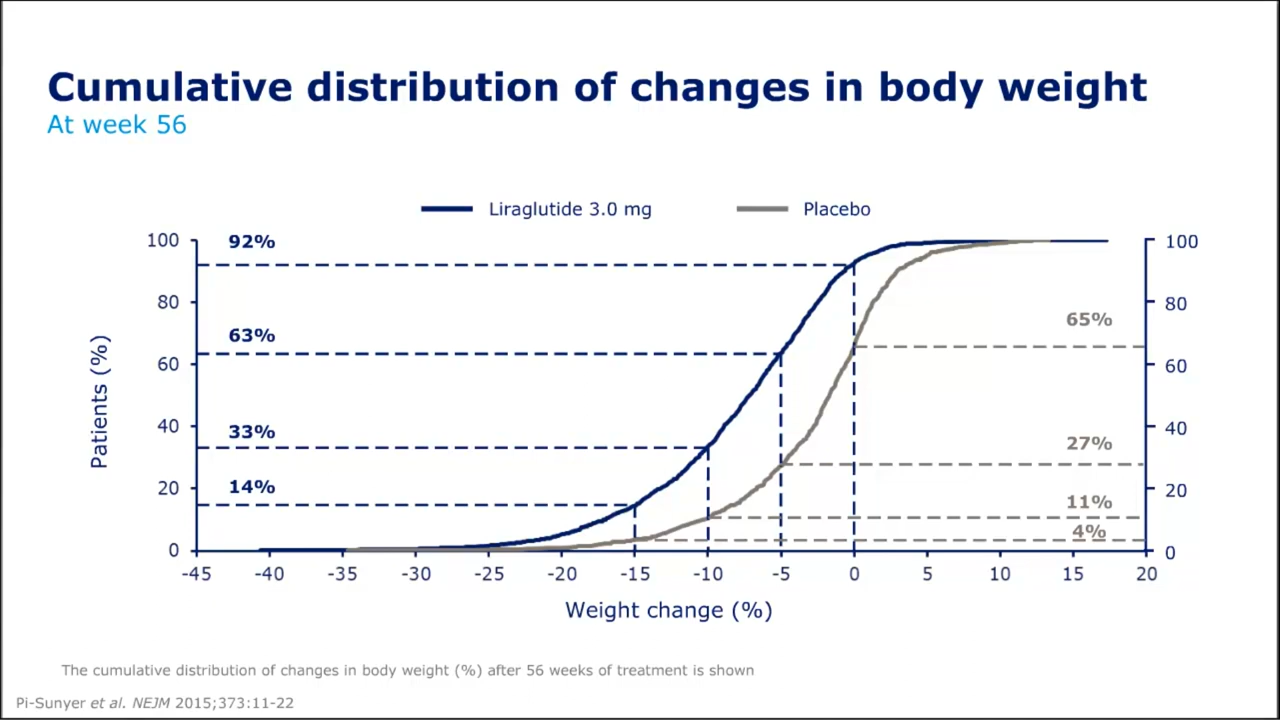 Cumulative distribution of changes in body weight
At week 56
Liraglutide 3.0 mg
Placebo
100
92%
100
80
80
65%
63%
60
60
Patients (%)
40
40
33%
27%
20
20
14%
11%
4%
0
0
-45 -40 -35 -30 -25 -20 -15 -10 -5 0 5 10 15 20
Weight change (%)
The cumulative distribution of changes in body weight (%) after 56 weeks of treatment is shown
Pi-Sunyer et al. NEJM 2015;373:11-22